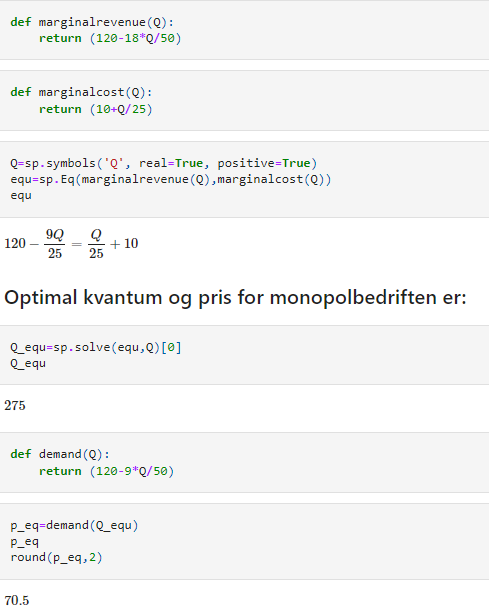 def marginalrevenue(Q):
    return (120-18*Q/50)
def marginalcost(Q):
    return (10+Q/25)
Q=sp.symbols('Q', real=True, positive=True)
equ=sp.Eq(marginalrevenue(Q),marginalcost(Q))
equ
120 − 9Q/25 = Q/25 + 10
Optimal kvantum og pris for monopolbedriften er:
Q_equ=sp.solve(equ,Q)[0]
Q_equ
275
def demand(Q):
    return (120-9*Q/50)
p_eq=demand(Q_equ)
p_eq
round(p_eq,2)
70.5